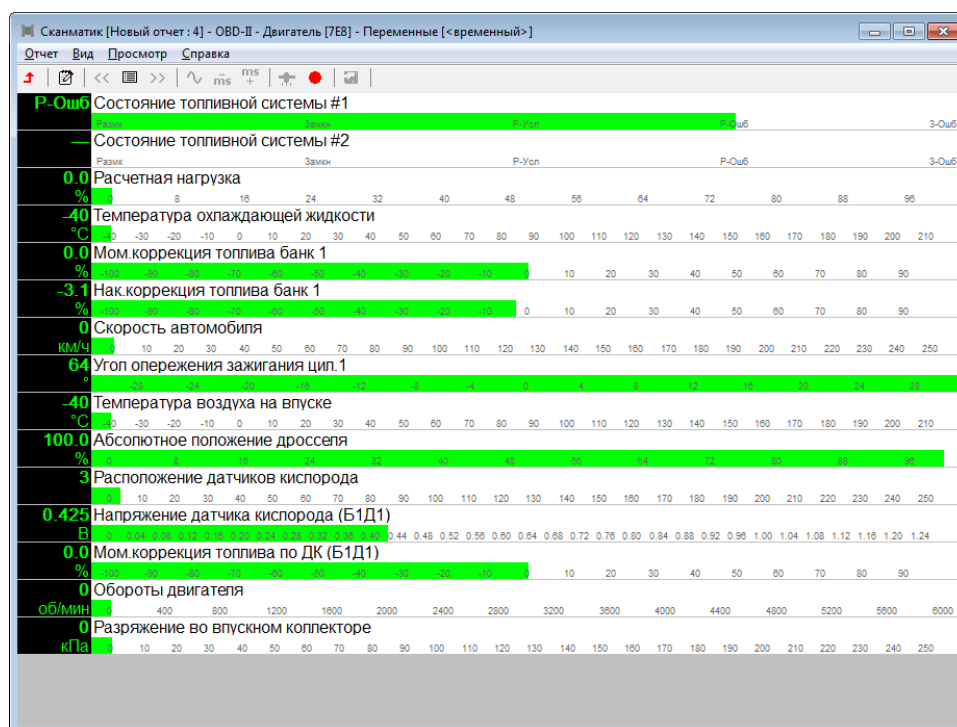 Сканматик [Новый отчет : 4] - OBD-II - Двигатель [7E8] - Переменные [<временный>]
Отчет Вид Просмотр Справка
<< >> ms ms
Р-Ошб Состояние топливной системы #1
Размк Замкн Р-Усл Р-Ошб З-Ошб
— Состояние топливной системы #2
Размк Замкн Р-Усл Р-Ошб З-Ошб
0.0 Расчетная нагрузка
% 0 8 16 24 32 40 48 56 64 72 80 88 96
-40 Температура охлаждающей жидкости
°C -40 -30 -20 -10 0 10 20 30 40 50 60 70 80 90 100 110 120 130 140 150 160 170 180 190 200 210
0.0 Мом.коррекция топлива банк 1
% -100 -90 -80 -70 -60 -50 -40 -30 -20 -10 0 10 20 30 40 50 60 70 80 90
-3.1 Нак.коррекция топлива банк 1
% -100 -90 -80 -70 -60 -50 -40 -30 -20 -10 0 10 20 30 40 50 60 70 80 90
0 Скорость автомобиля
км/ч 0 10 20 30 40 50 60 70 80 90 100 110 120 130 140 150 160 170 180 190 200 210 220 230 240 250
64 Угол опережения зажигания цил.1
° -28 -24 -20 -16 -12 -8 -4 0 4 8 12 16 20 24 28
-40 Температура воздуха на впуске
°C -40 -30 -20 -10 0 10 20 30 40 50 60 70 80 90 100 110 120 130 140 150 160 170 180 190 200 210
100.0 Абсолютное положение дросселя
% 0 8 16 24 32 40 48 56 64 72 80 88 96
3 Расположение датчиков кислорода
0 10 20 30 40 50 60 70 80 90 100 110 120 130 140 150 160 170 180 190 200 210 220 230 240 250
0.425 Напряжение датчика кислорода (Б1Д1)
В 0 0.04 0.08 0.12 0.16 0.20 0.24 0.28 0.32 0.36 0.40 0.44 0.48 0.52 0.56 0.60 0.64 0.68 0.72 0.76 0.80 0.84 0.88 0.92 0.96 1.00 1.04 1.08 1.12 1.16 1.20 1.24
0.0 Мом.коррекция топлива по ДК (Б1Д1)
% -100 -90 -80 -70 -60 -50 -40 -30 -20 -10 0 10 20 30 40 50 60 70 80 90
0 Обороты двигателя
об/мин 0 400 800 1200 1600 2000 2400 2800 3200 3600 4000 4400 4800 5200 5600 6000
0 Разряжение во впускном коллекторе
кПа 0 10 20 30 40 50 60 70 80 90 100 110 120 130 140 150 160 170 180 190 200 210 220 230 240 250